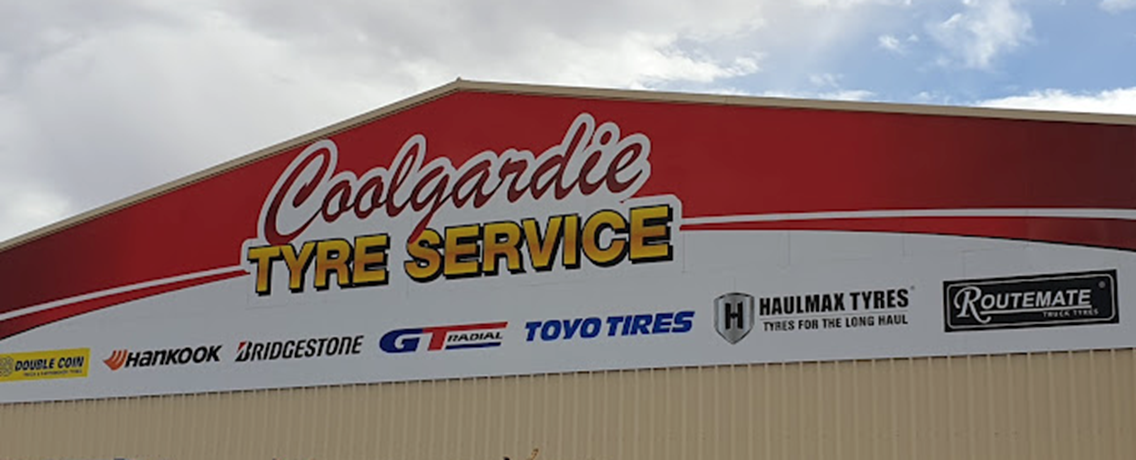 Coolgardie
TYRE SERVICE
DOUBLE COIN
HANKOOK
BRIDGESTONE
GT RADIAL
TOYO TIRES
H
HAULMAX TYRES
TYRES FOR THE LONG HAUL
ROUTEMATE
TRUCK TYRES